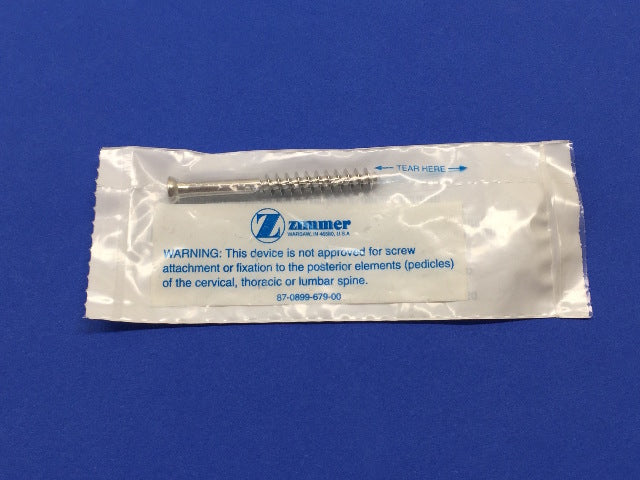 ← TEAR HERE →
Z zimmer
WARSAW, IN 46580, U.S.A
WARNING: This device is not approved for screw
attachment or fixation to the posterior elements (pedicles)
of the cervical, thoracic or lumbar spine.
87-0899-679-00